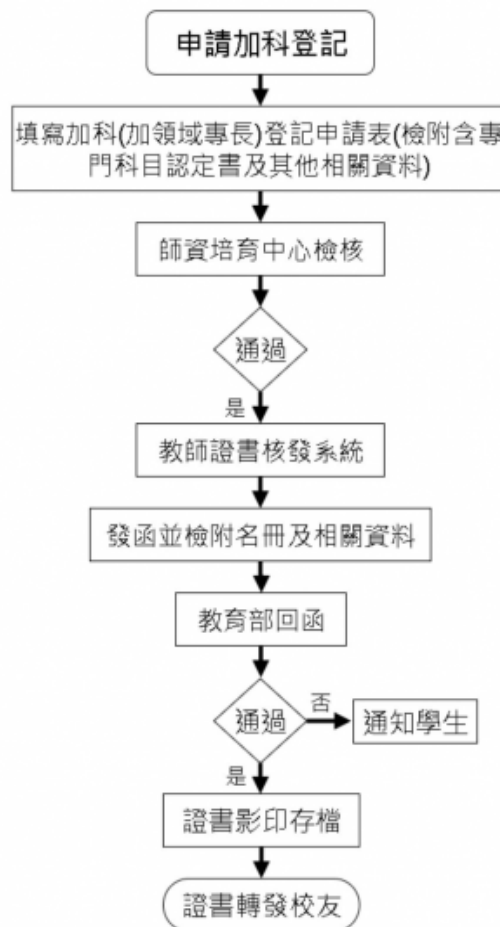 申請加科登記
填寫加科(加領域專長)登記申請表(檢附含專
門科目認定書及其他相關資料)
師資培育中心檢核
通過
是
教師證書核發系統
發函並檢附名冊及相關資料
教育部回函
通過
否
通知學生
是
證書影印存檔
證書轉發校友